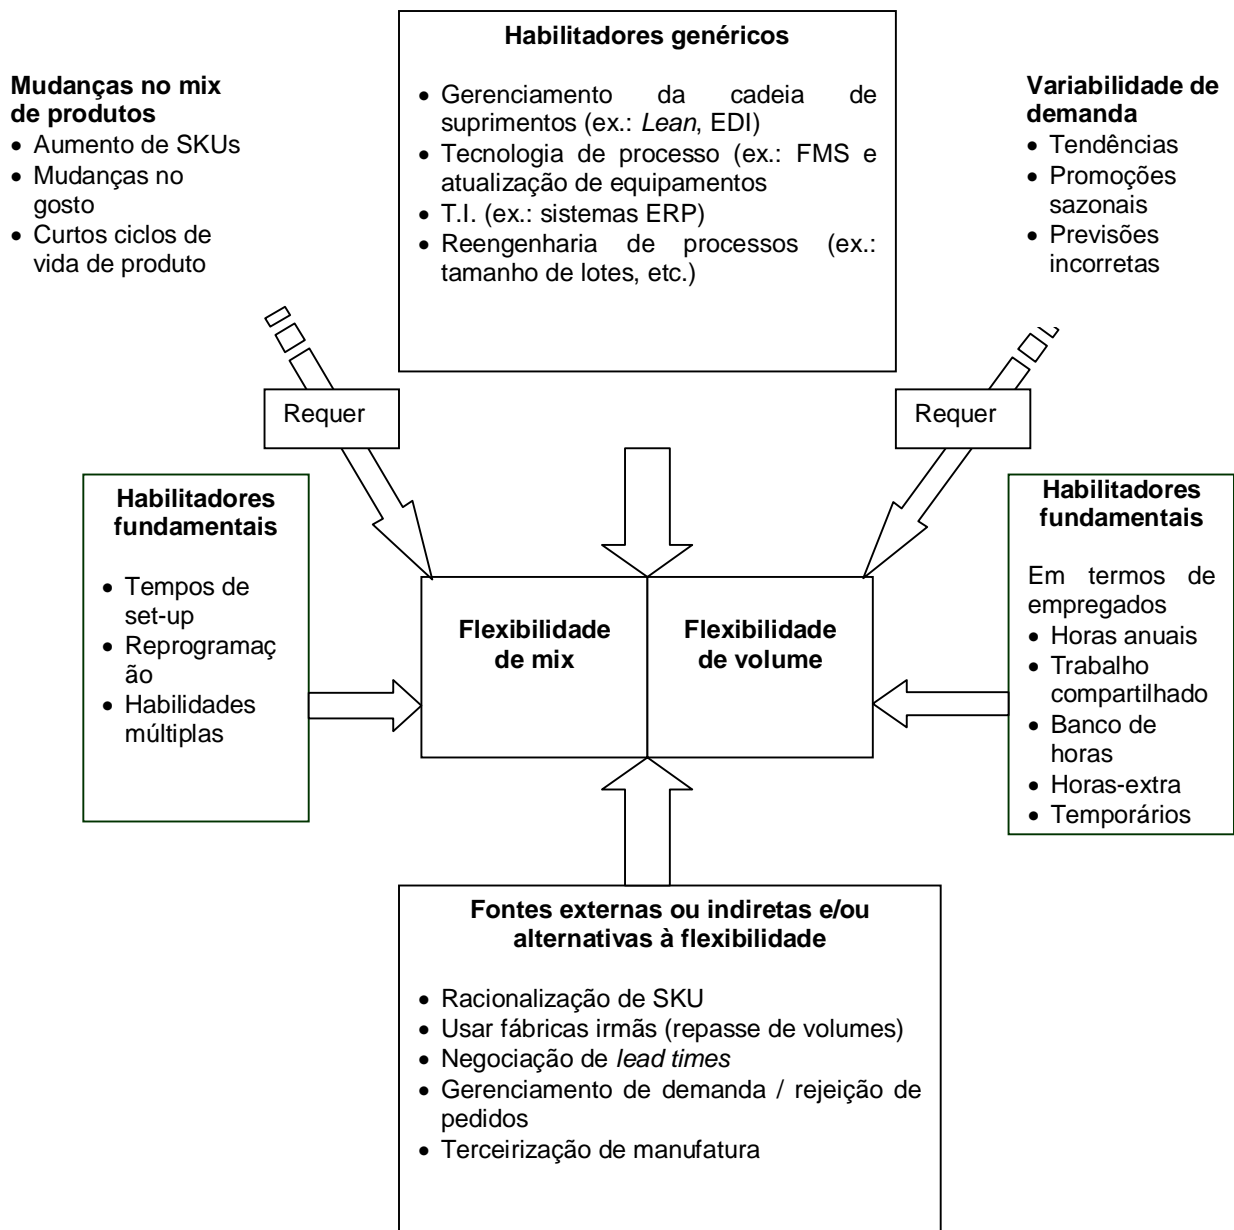 Habilitadores genéricos
• Gerenciamento da cadeia de
suprimentos (ex.: Lean, EDI)
• Tecnologia de processo (ex.: FMS e
atualização de equipamentos
• T.I. (ex.: sistemas ERP)
• Reengenharia de processos (ex.:
tamanho de lotes, etc.)
Mudanças no mix
de produtos
• Aumento de SKUs
• Mudanças no
gosto
• Curtos ciclos de
vida de produto
Variabilidade de
demanda
• Tendências
• Promoções
sazonais
• Previsões
incorretas
Requer
Requer
Habilitadores
fundamentais
• Tempos de
set-up
• Reprogramaç
ão
• Habilidades
múltiplas
Flexibilidade
de mix
Flexibilidade
de volume
Habilitadores
fundamentais
Em termos de
empregados
• Horas anuais
• Trabalho
compartilhado
• Banco de
horas
• Horas-extra
• Temporários
Fontes externas ou indiretas e/ou
alternativas à flexibilidade
• Racionalização de SKU
• Usar fábricas irmãs (repasse de volumes)
• Negociação de lead times
• Gerenciamento de demanda / rejeição de
pedidos
• Terceirização de manufatura